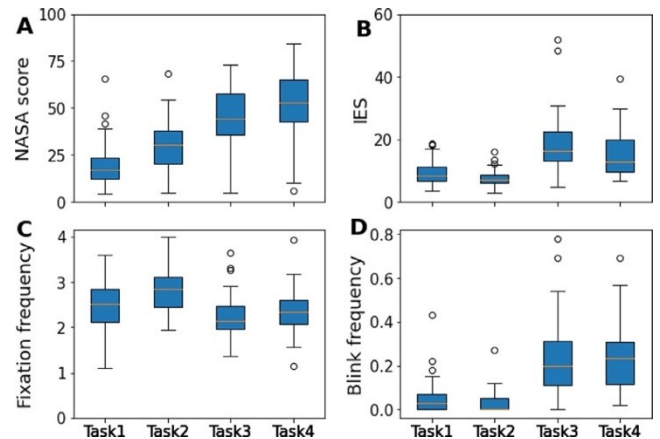 A
NASA score
100
75
50
25
0
B
IES
60
40
20
0
C
Fixation frequency
4
3
2
1
0
Task1 Task2 Task3 Task4
D
Blink frequency
0.8
0.6
0.4
0.2
0.0
Task1 Task2 Task3 Task4